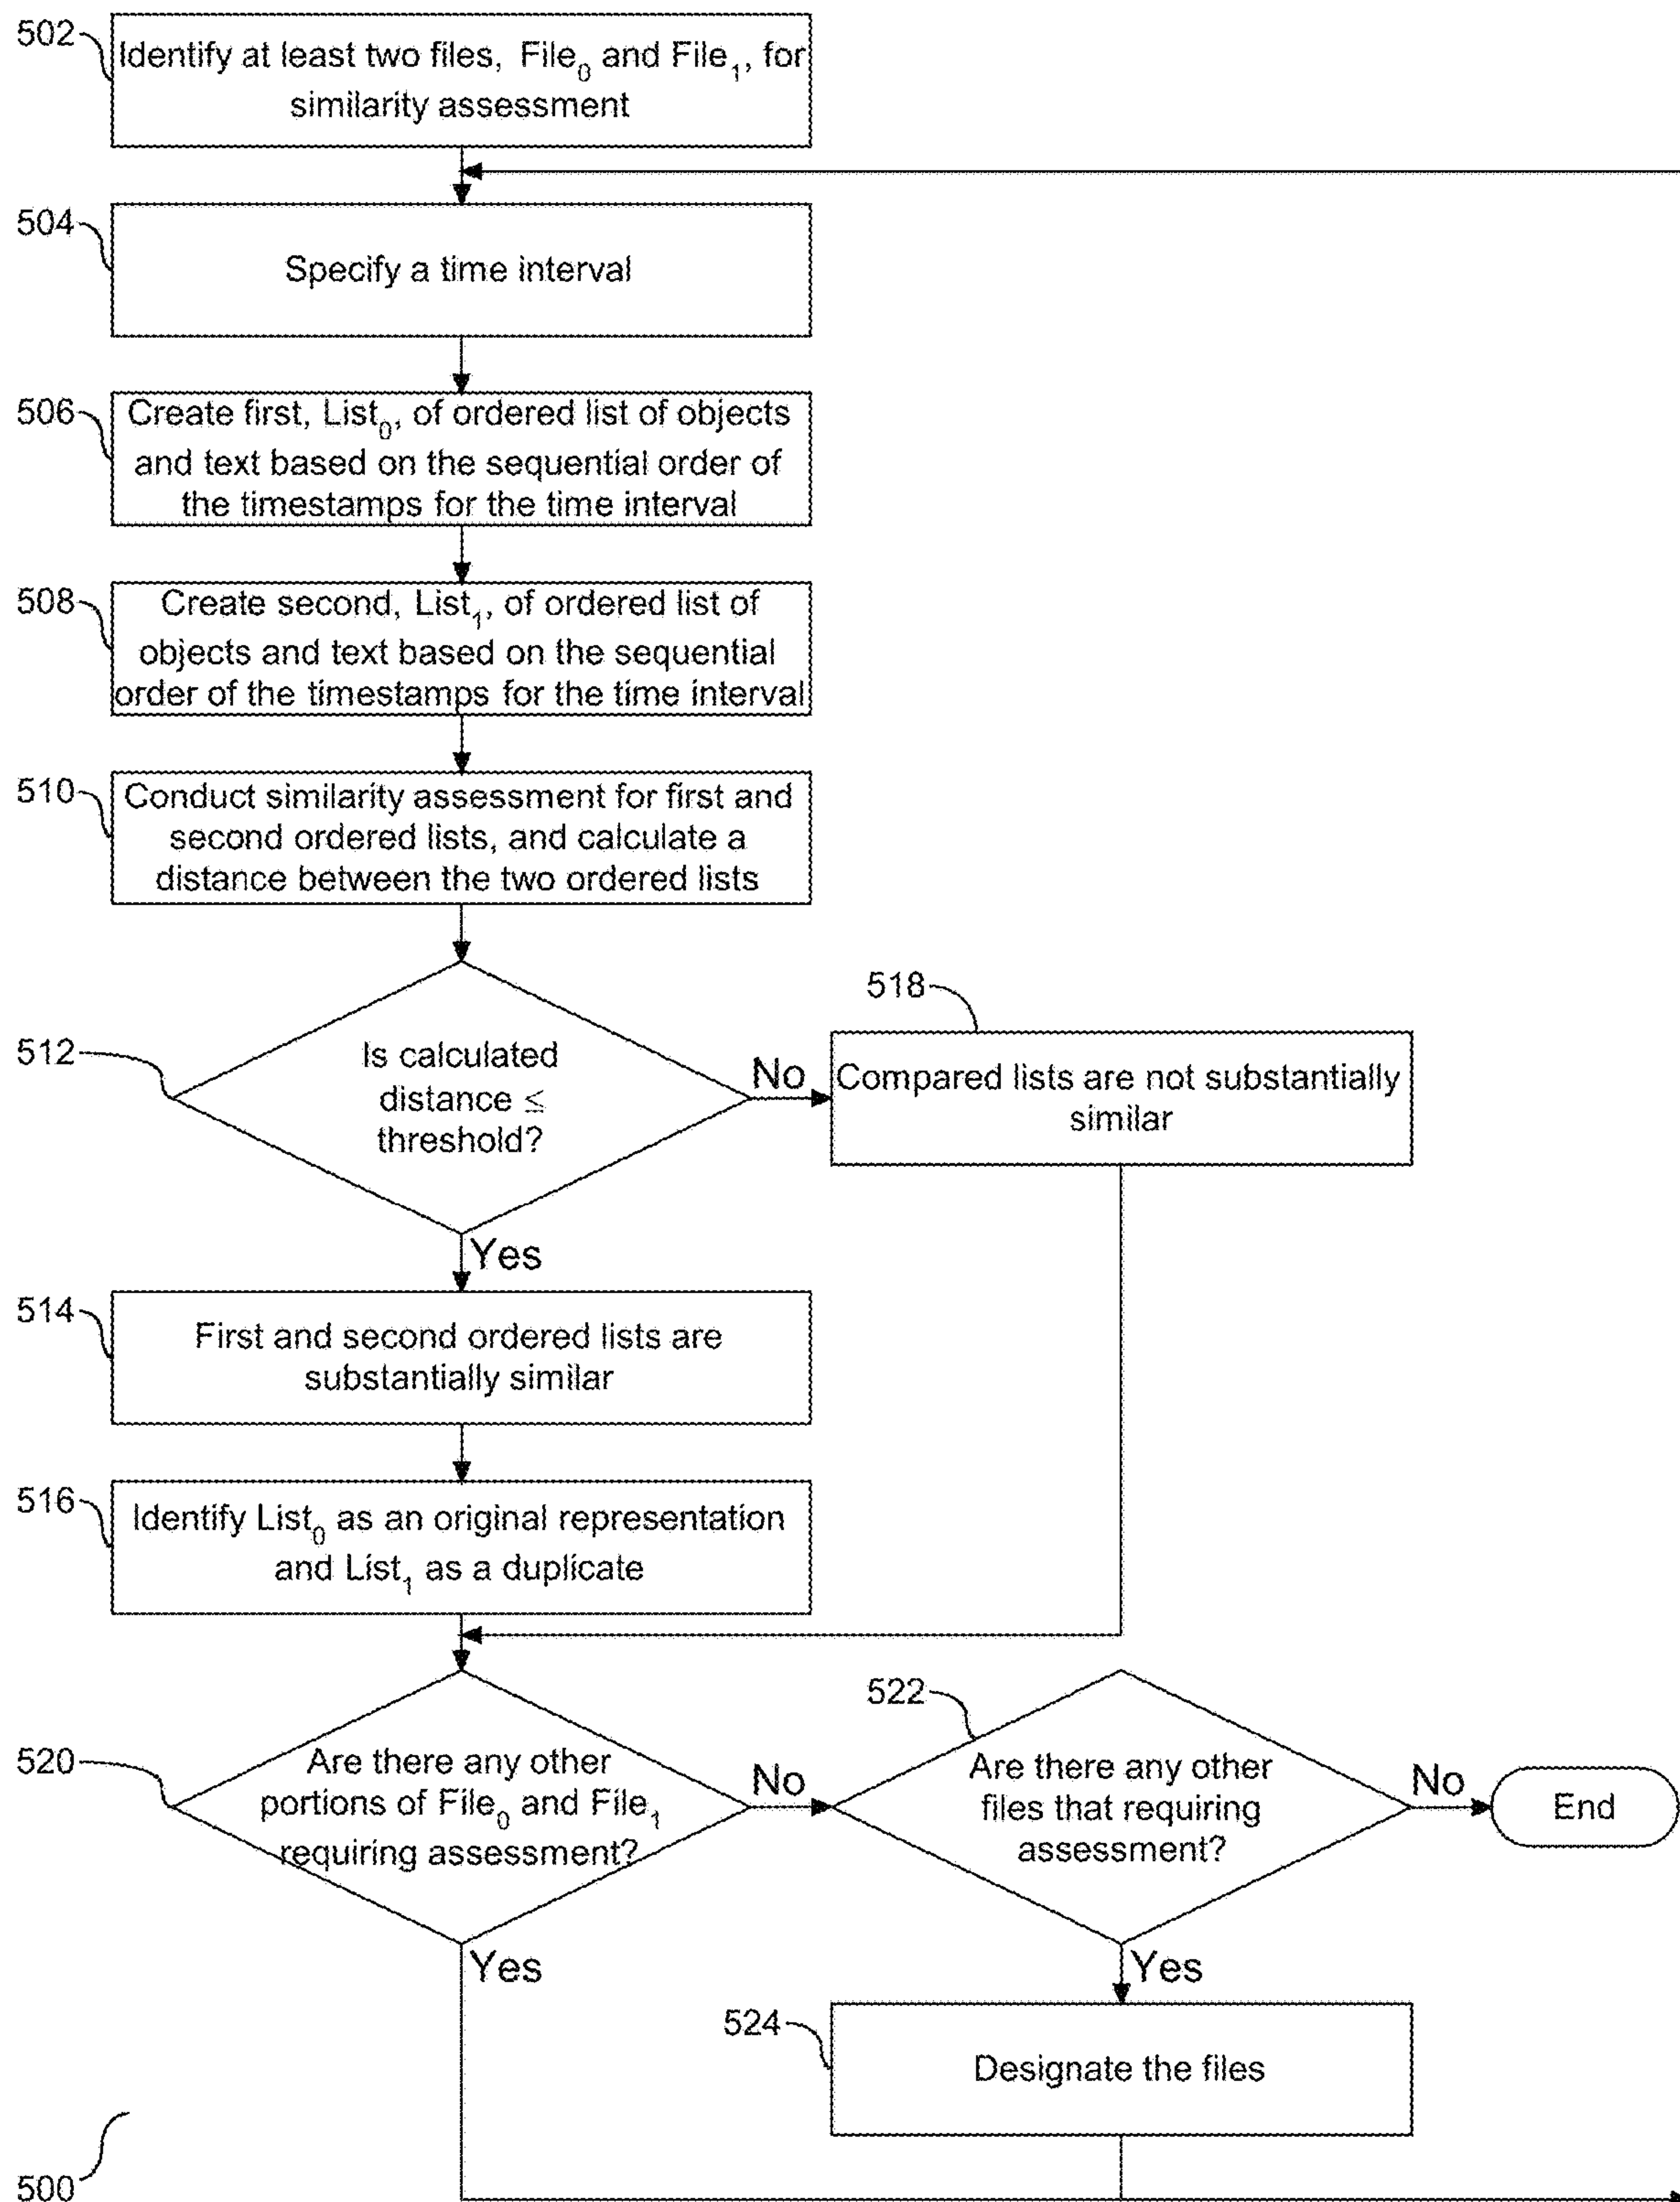 502
Identify at least two files, File₀ and File₁, for
similarity assessment
504
Specify a time interval
506
Create first, List₀, of ordered list of objects
and text based on the sequential order of
the timestamps for the time interval
508
Create second, List₁, of ordered list of
objects and text based on the sequential
order of the timestamps for the time interval
510
Conduct similarity assessment for first and
second ordered lists, and calculate a
distance between the two ordered lists
512
Is calculated
distance ≦
threshold?
No
518
Compared lists are not substantially
similar
Yes
514
First and second ordered lists are
substantially similar
516
Identify List₀ as an original representation
and List₁ as a duplicate
520
Are there any other
portions of File₀ and File₁
requiring assessment?
No
522
Are there any other
files that requiring
assessment?
No
End
Yes
Yes
524
Designate the files
500